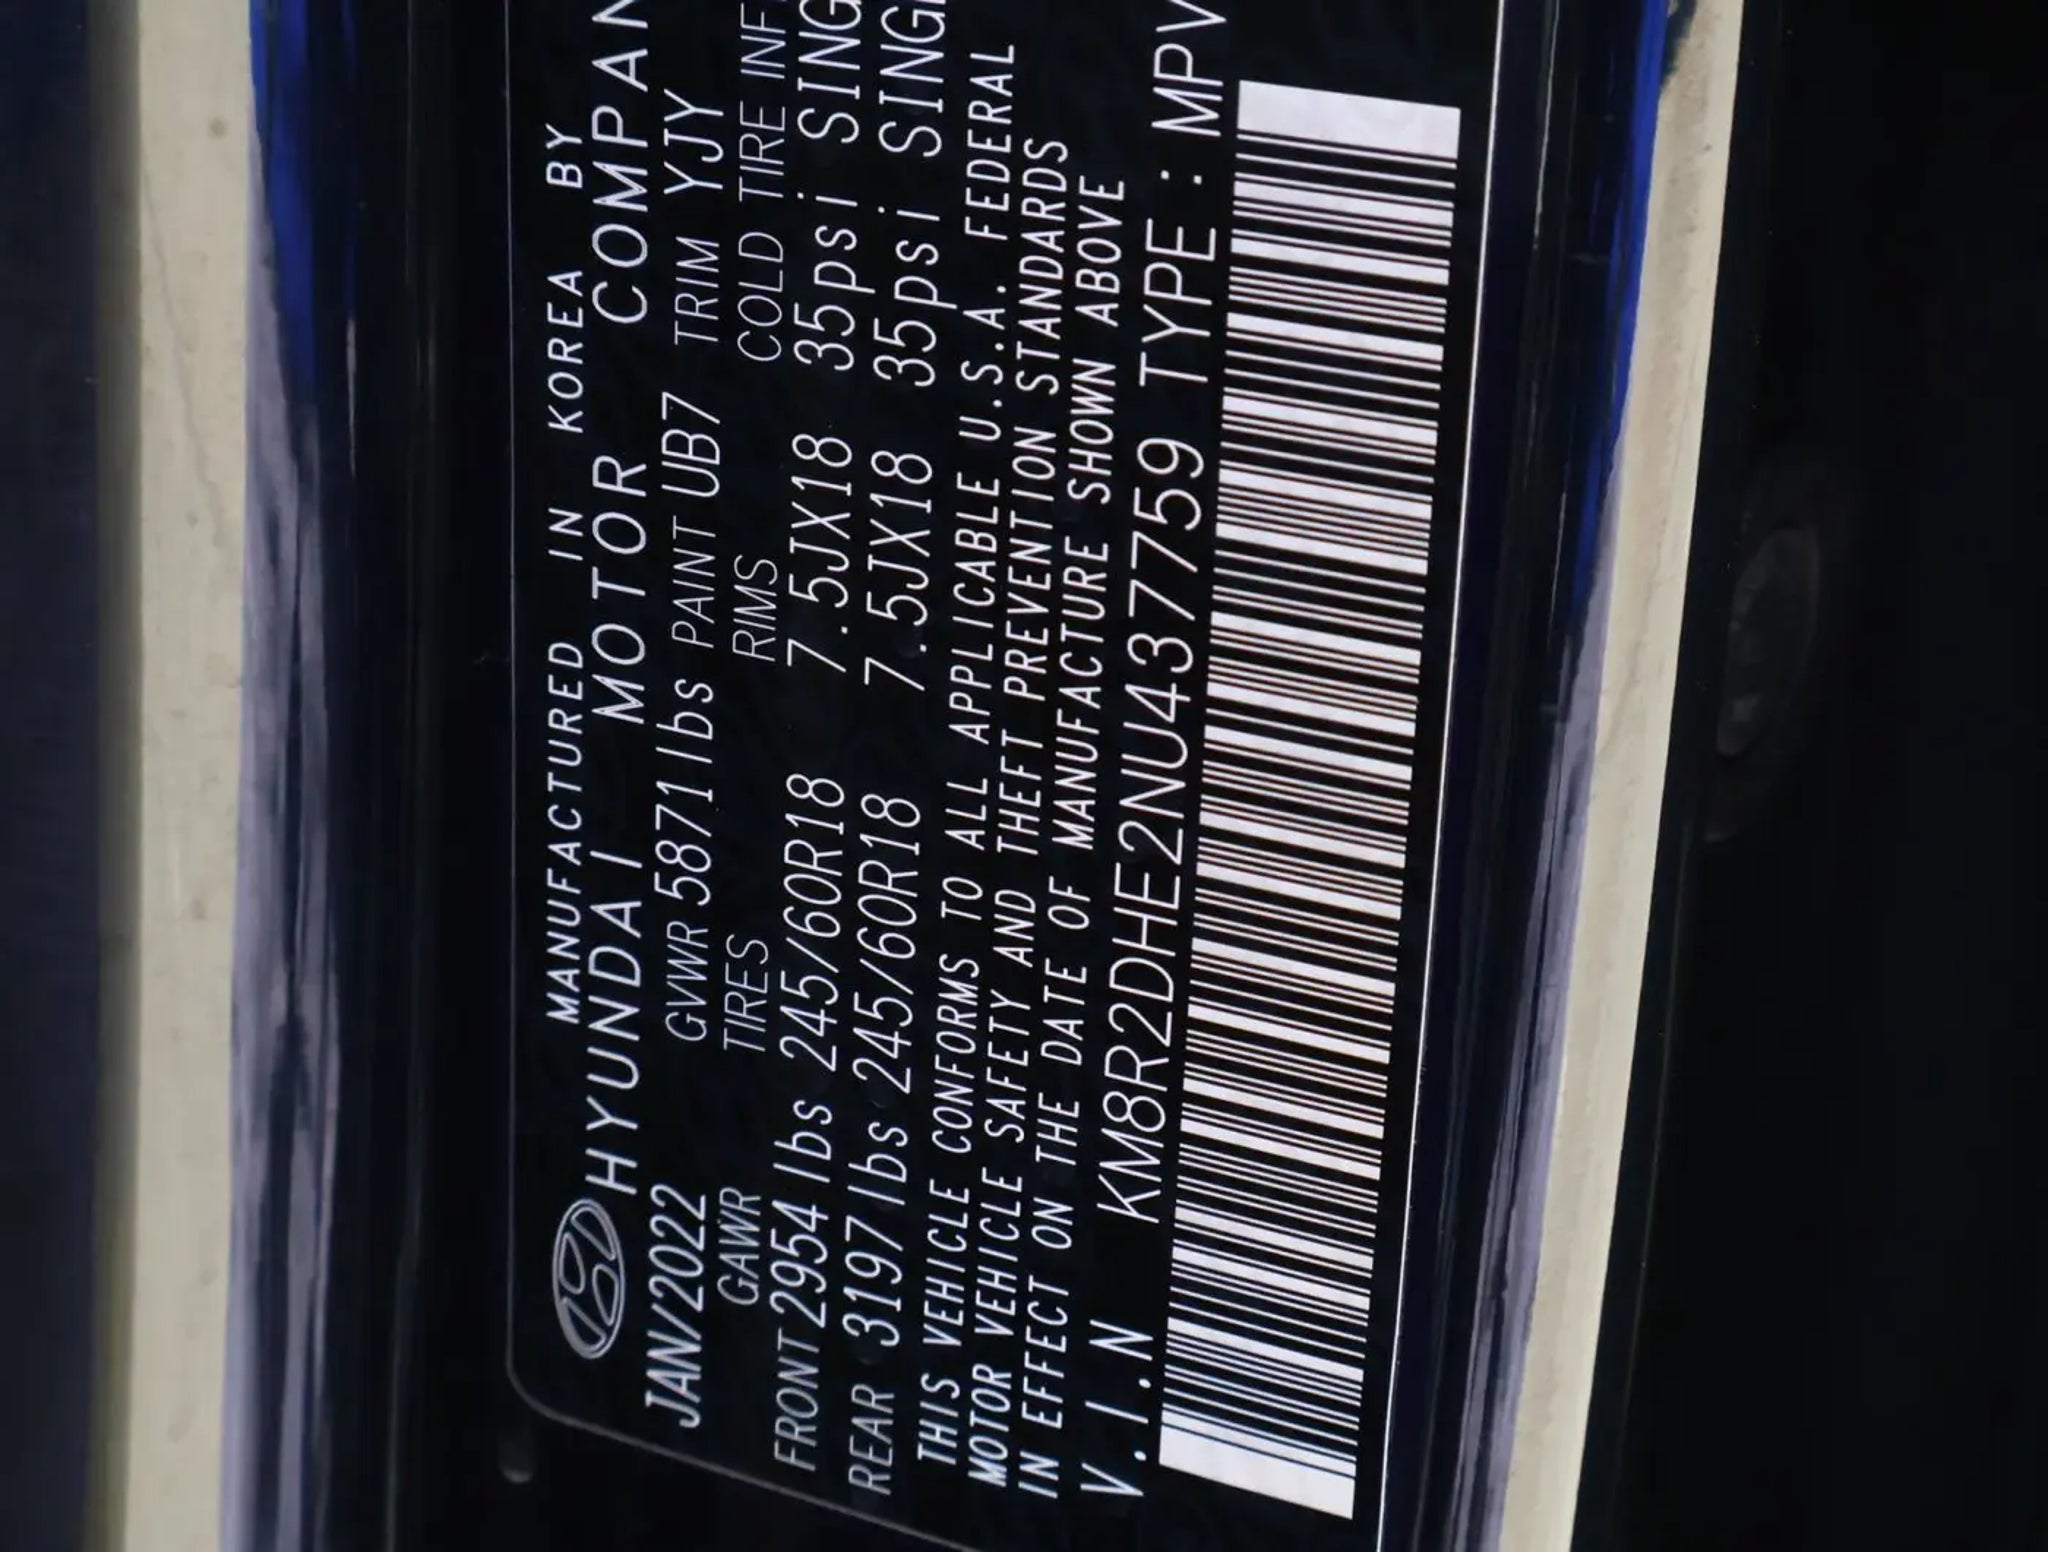 MANUFACTURED IN KOREA BY
HYUNDAI MOTOR COMPAN
JAN/2022 GVWR 5871lbs PAINT UB7 TRIM YJY
GAWR TIRES RIMS COLD TIRE INF
FRONT 2954lbs 245/60R18 7.5JX18 35psi SING
REAR 3197lbs 245/60R18 7.5JX18 35psi SINGL
THIS VEHICLE CONFORMS TO ALL APPLICABLE U.S.A. FEDERAL
MOTOR VEHICLE SAFETY AND THEFT PREVENTION STANDARDS
IN EFFECT ON THE DATE OF MANUFACTURE SHOWN ABOVE
V.I.N KM8R2DHE2NU437759 TYPE : MPV